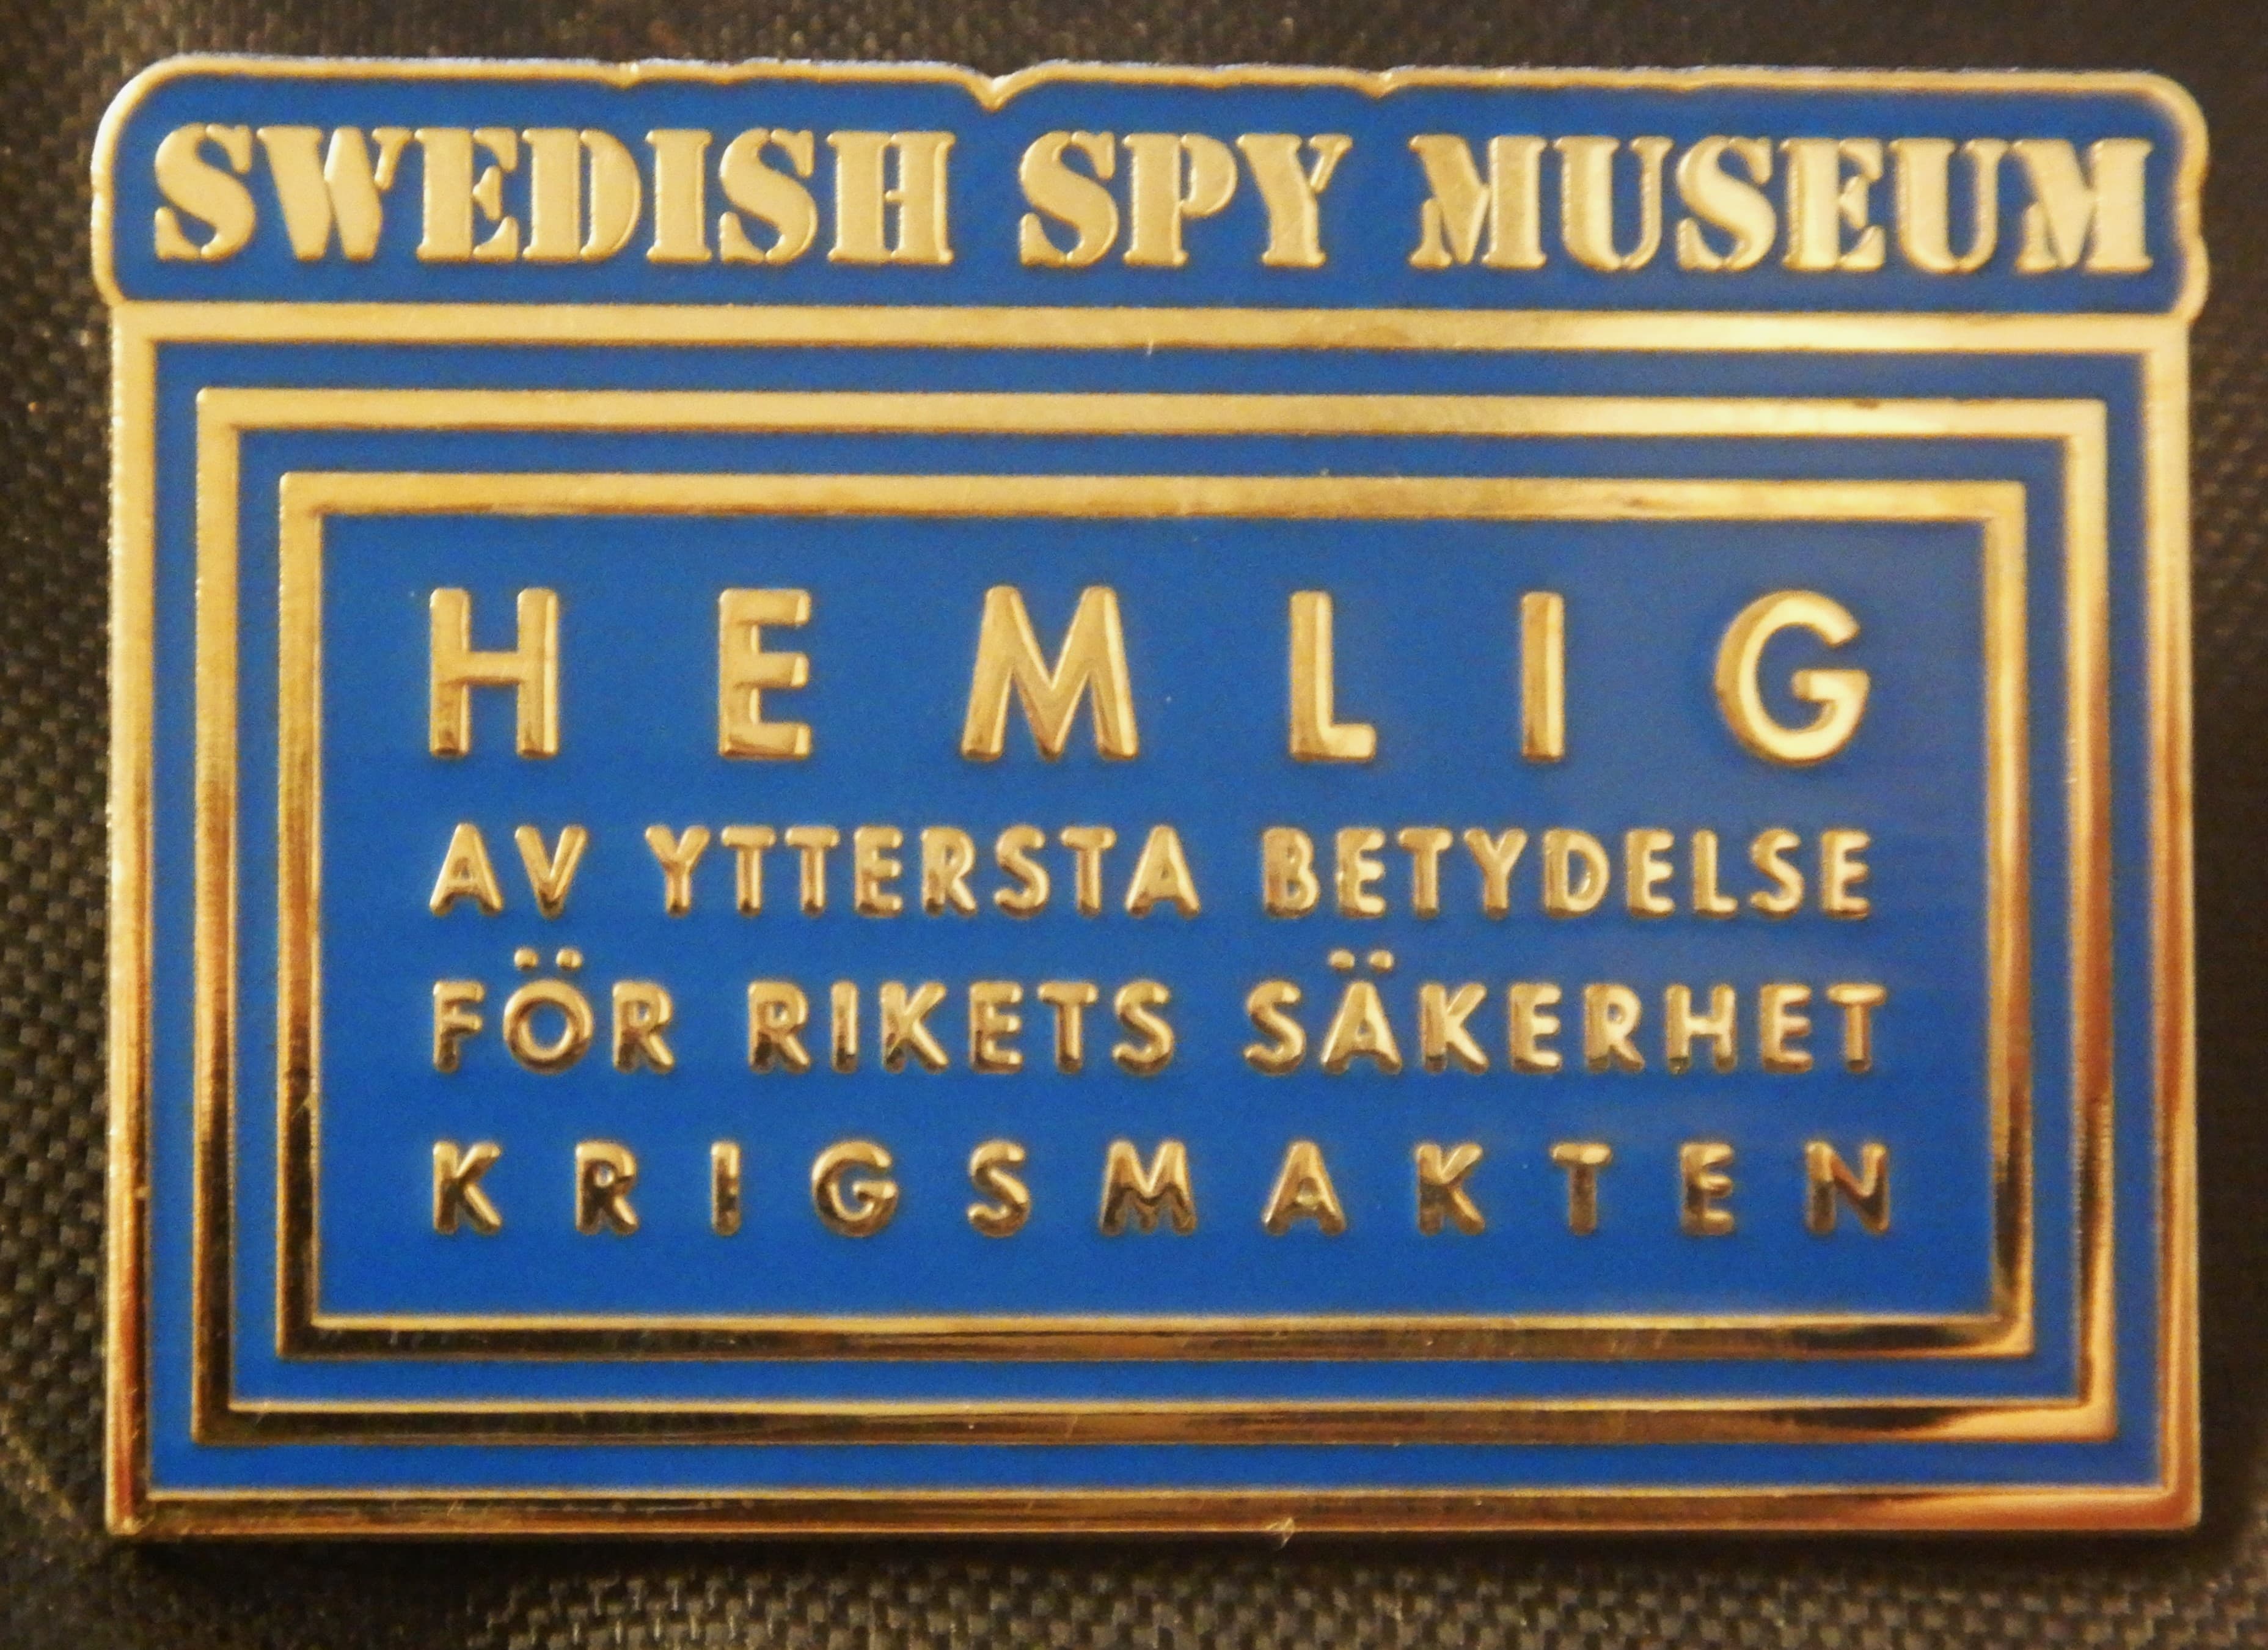 SWEDISH SPY MUSEUM
HEMLIG
AV YTTERSTA BETYDELSE
FÖR RIKETS SÄKERHET
KRIGSMAKTEN